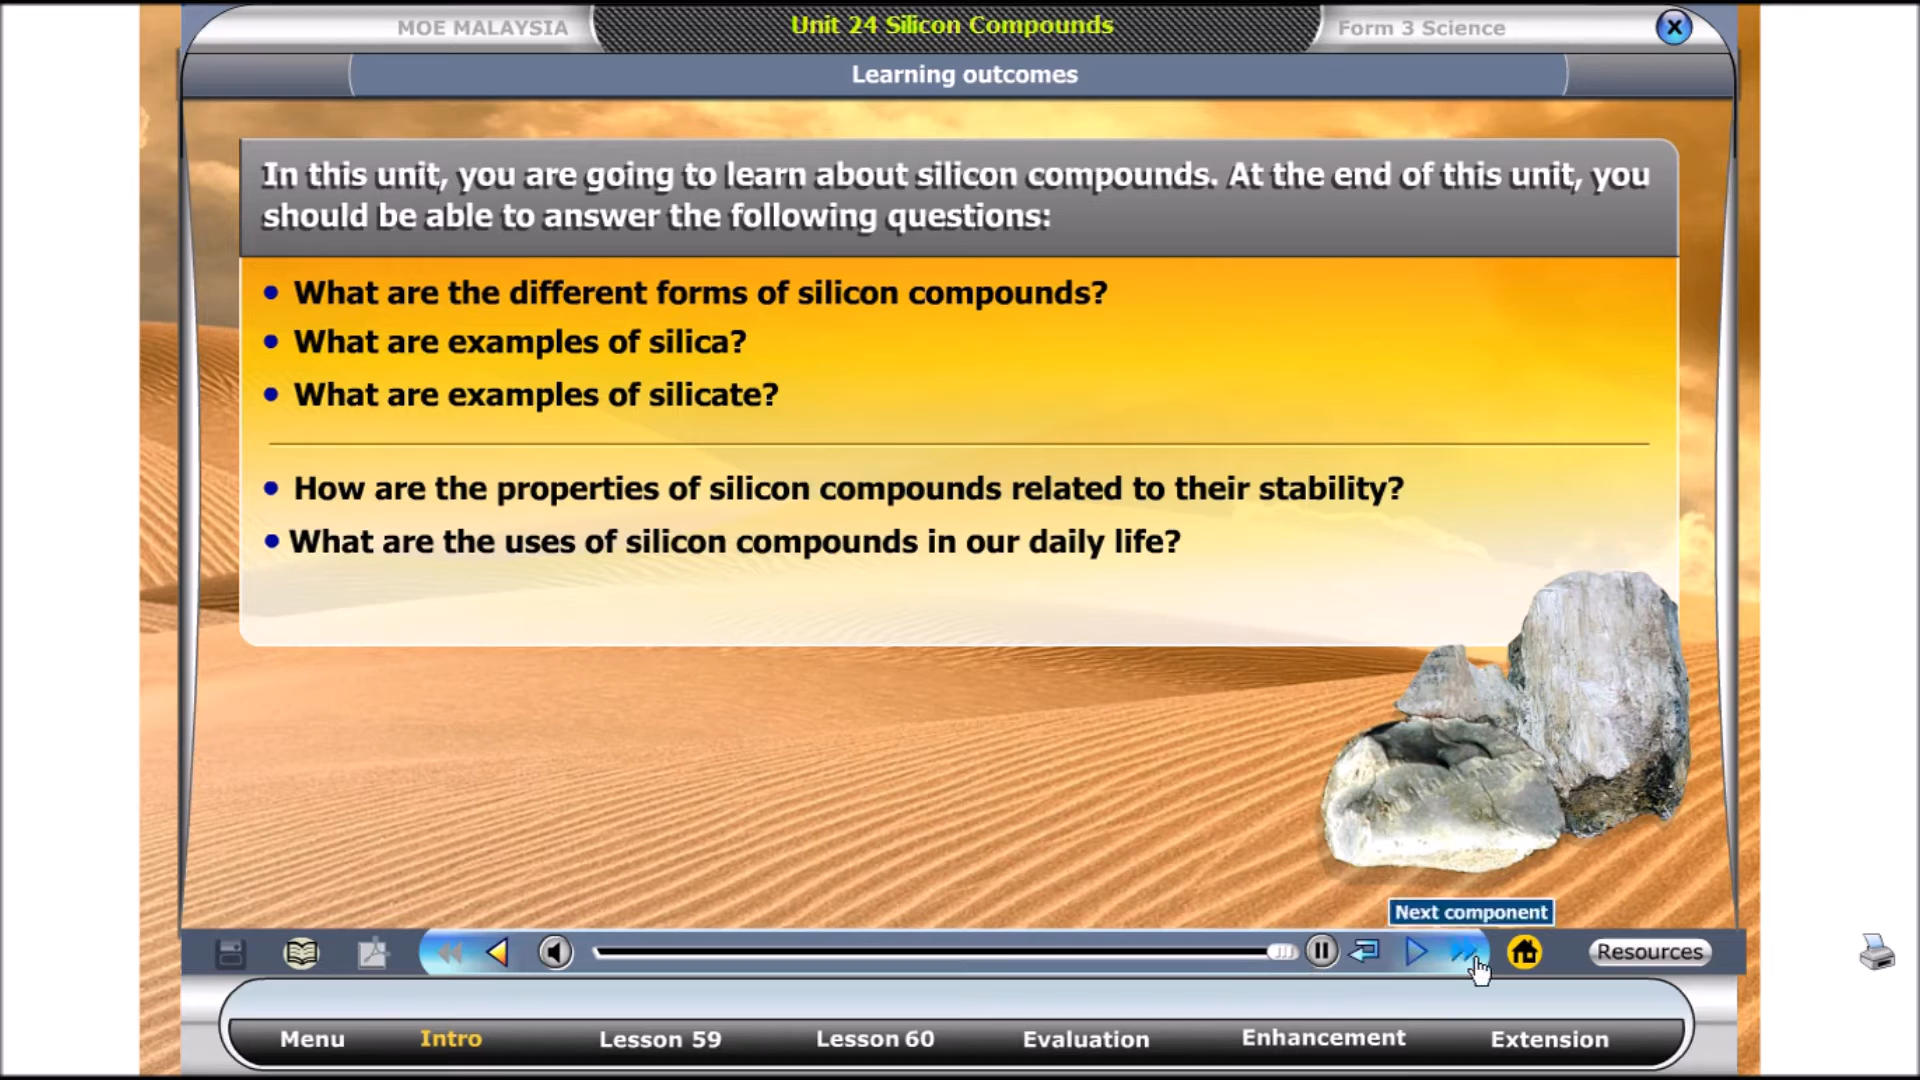 MOE MALAYSIA
Unit 24 Silicon Compounds
Form 3 Science
Learning outcomes
In this unit, you are going to learn about silicon compounds. At the end of this unit, you
should be able to answer the following questions:
• What are the different forms of silicon compounds?
• What are examples of silica?
• What are examples of silicate?
• How are the properties of silicon compounds related to their stability?
• What are the uses of silicon compounds in our daily life?
Next component
Resources
Menu
Intro
Lesson 59
Lesson 60
Evaluation
Enhancement
Extension